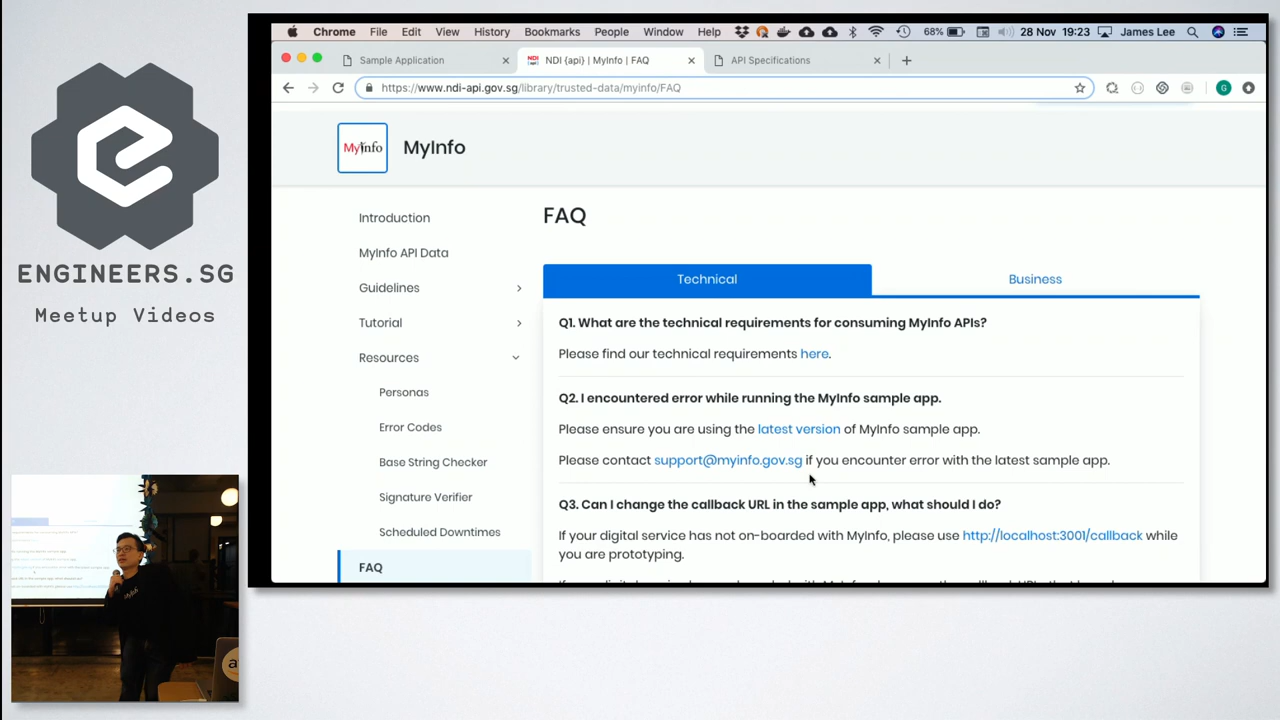 Chrome File Edit View History Bookmarks People Window Help 68% 28 Nov 19:23 James Lee
Sample Application
NDI {api} | MyInfo | FAQ
API Specifications
https://www.ndi-api.gov.sg/library/trusted-data/myinfo/FAQ
G
MyInfo MyInfo
ENGINEERS.SG
Meetup Videos
Introduction
MyInfo API Data
Guidelines
Tutorial
Resources
Personas
Error Codes
Base String Checker
Signature Verifier
Scheduled Downtimes
FAQ
FAQ
Technical Business
Q1. What are the technical requirements for consuming MyInfo APIs?
Please find our technical requirements here.
Q2. I encountered error while running the MyInfo sample app.
Please ensure you are using the latest version of MyInfo sample app.
Please contact support@myinfo.gov.sg if you encounter error with the latest sample app.
Q3. Can I change the callback URL in the sample app, what should I do?
If your digital service has not on-boarded with MyInfo, please use http://localhost:3001/callback while
you are prototyping.